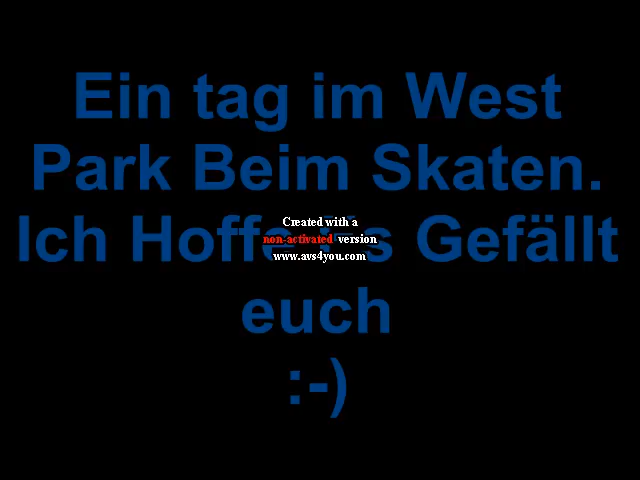 Ein tag im West
Park Beim Skaten.
Ich Hoffe Gefällt
euch
:-)
Created with a
non-activated version
www.avs4you.com